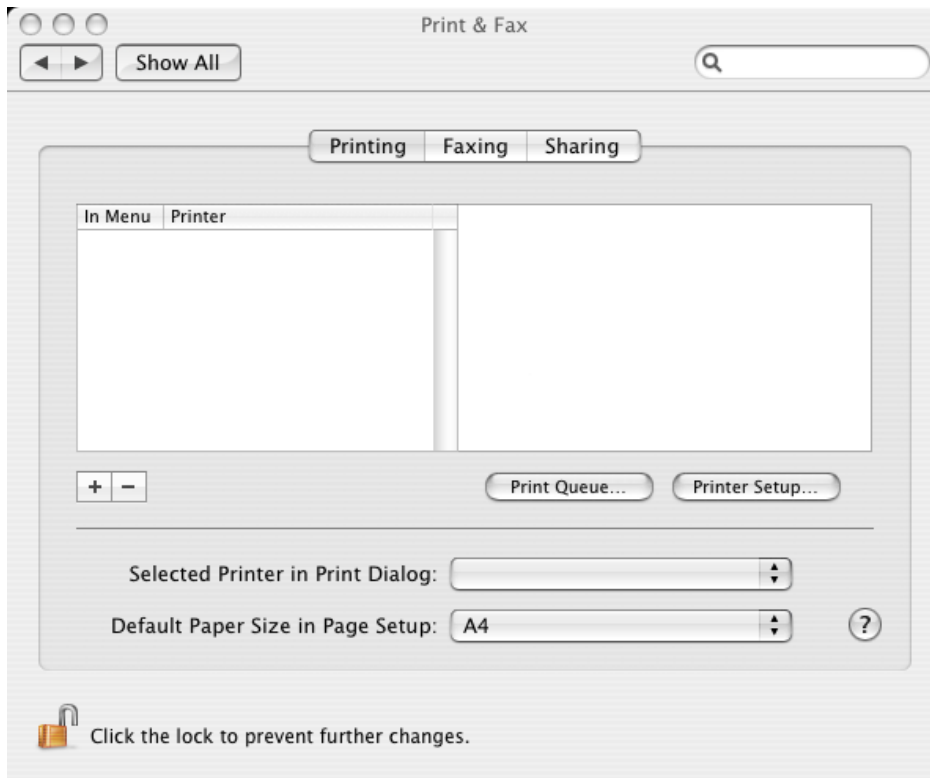 Print & Fax
Show All
Printing Faxing Sharing
In Menu Printer
+ −
Print Queue... Printer Setup...
Selected Printer in Print Dialog:
Default Paper Size in Page Setup: A4 ?
Click the lock to prevent further changes.